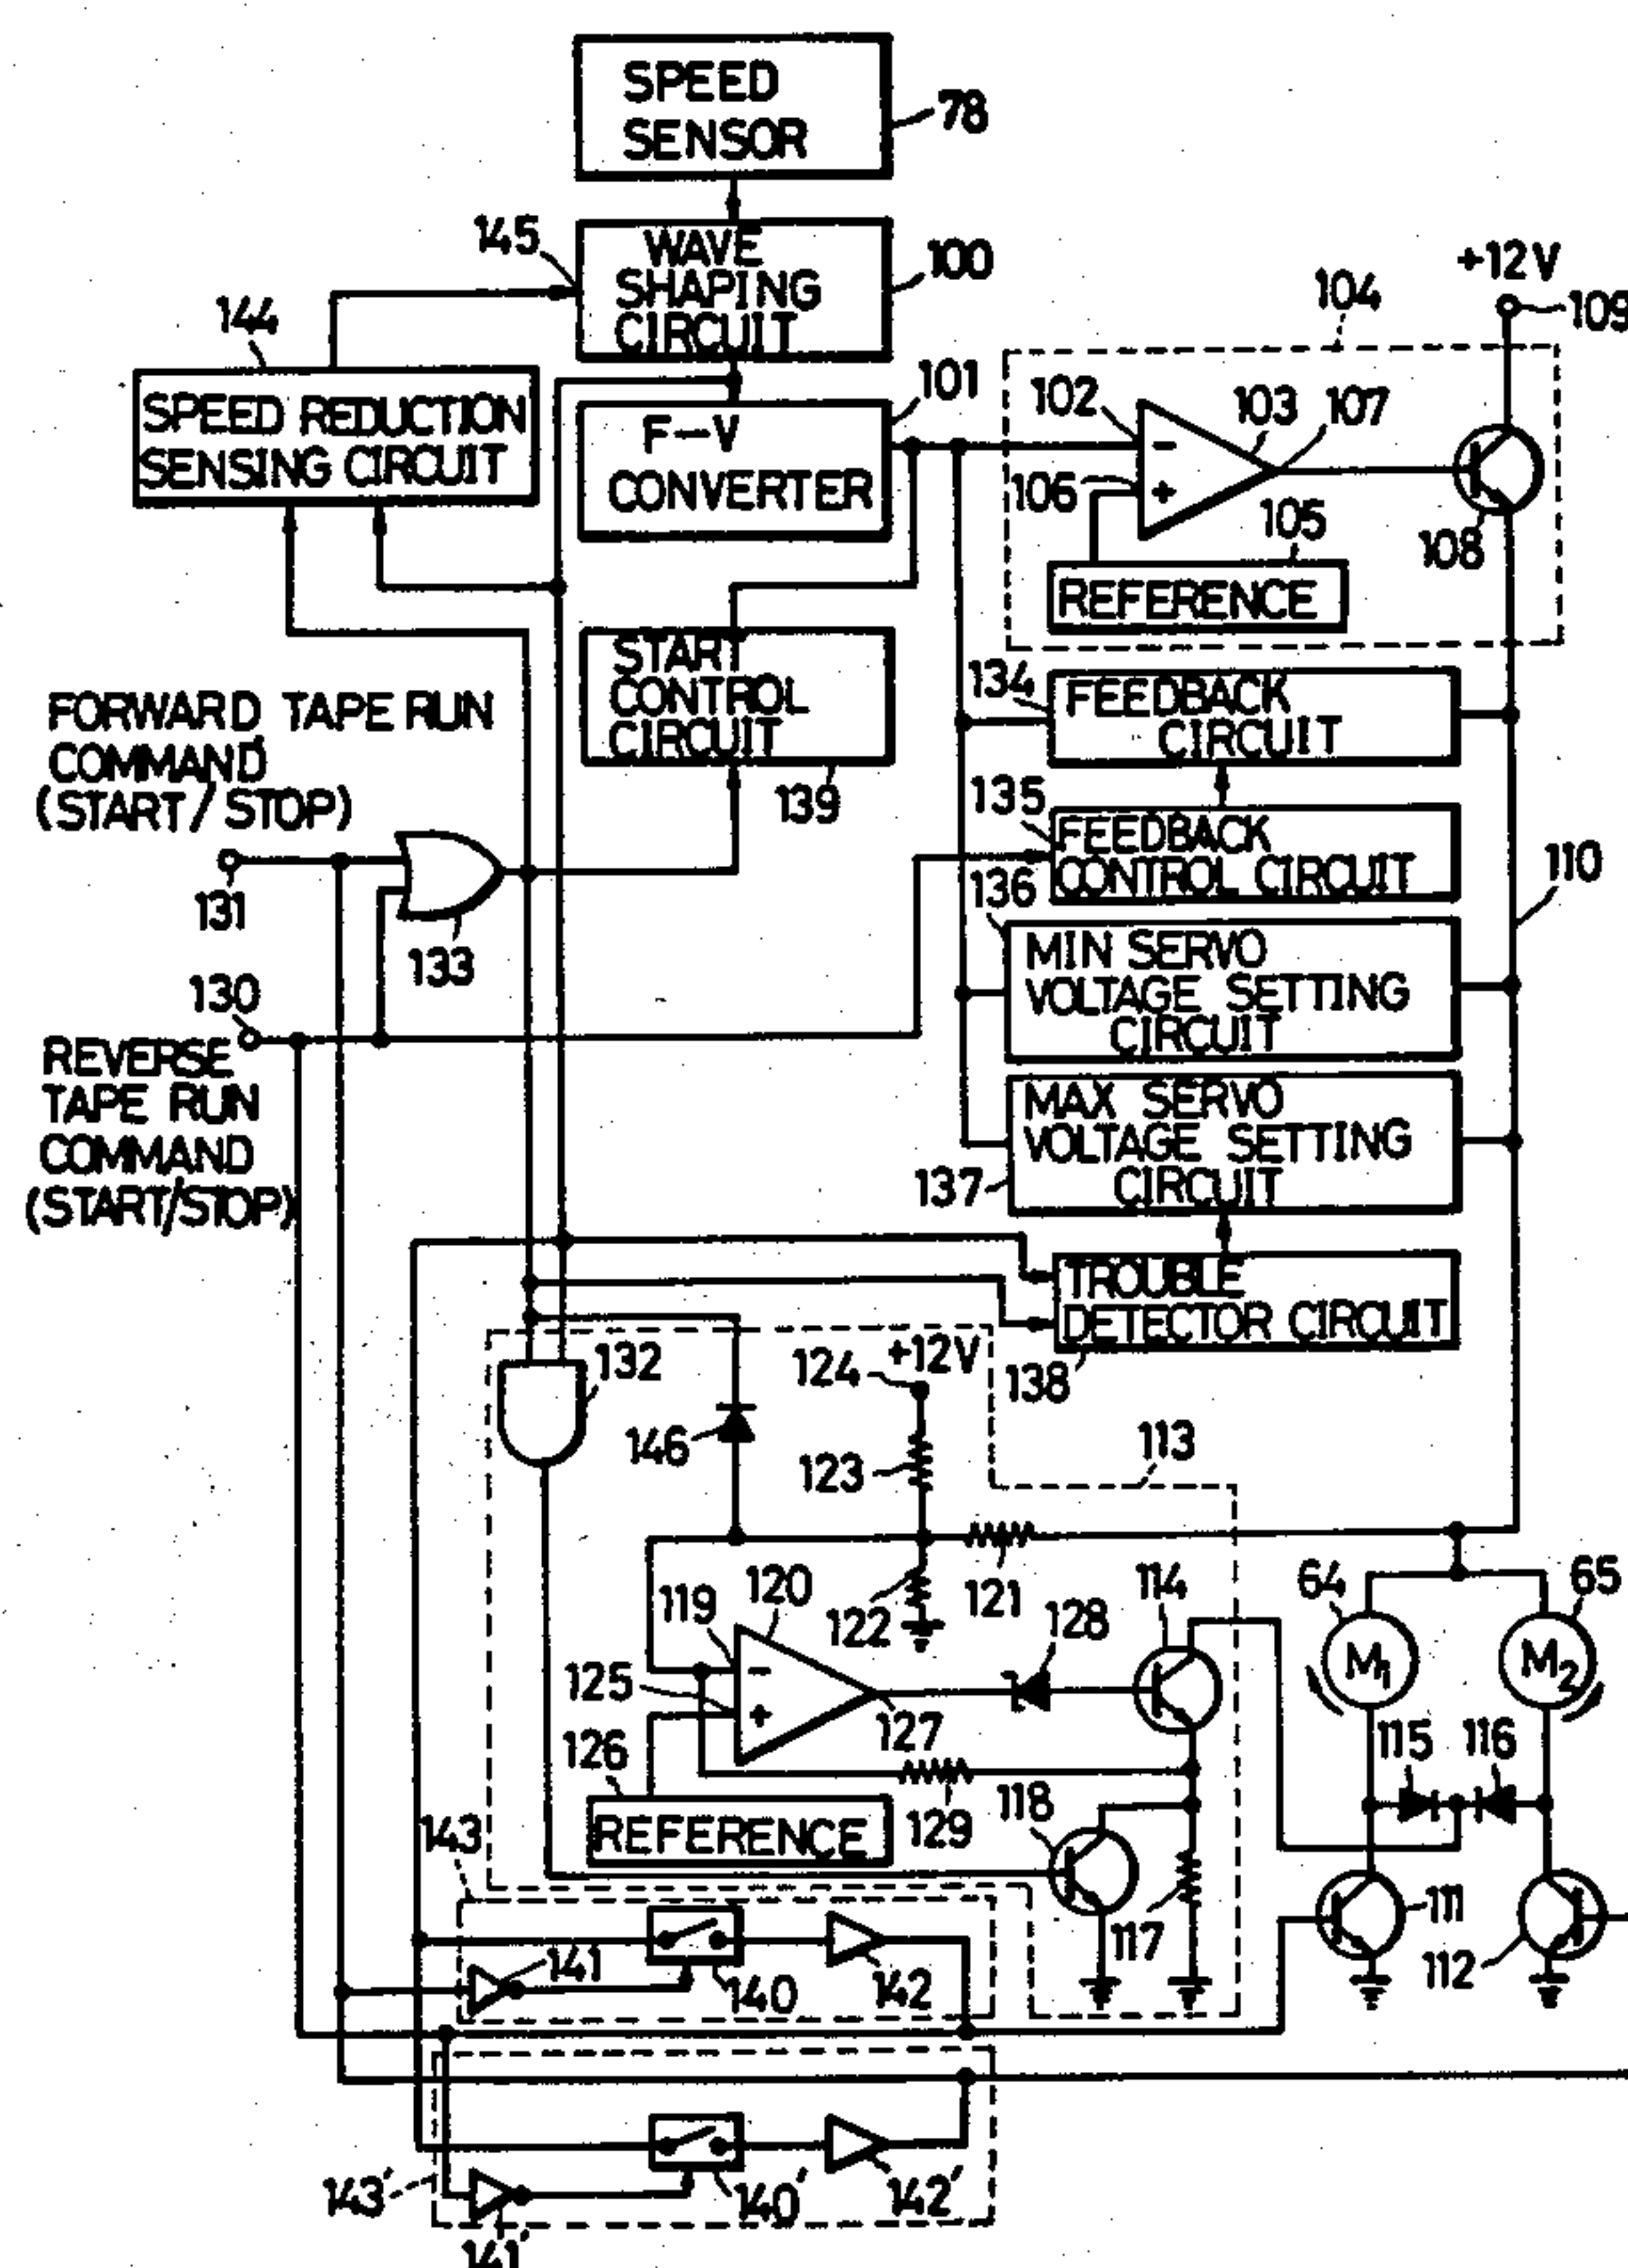 SPEED
SENSOR
78
145
WAVE
SHAPING
CIRCUIT
100
+12V
104
109
144
SPEED REDUCTION
SENSING CIRCUIT
101
F-V
CONVERTER
102
103
107
-
106
+
105
REFERENCE
108
START
CONTROL
CIRCUIT
139
134
FEEDBACK
CIRCUIT
FORWARD TAPE RUN
COMMAND
(START/STOP)
131
133
135
FEEDBACK
CONTROL CIRCUIT
110
136
MIN SERVO
VOLTAGE SETTING
CIRCUIT
130
REVERSE
TAPE RUN
COMMAND
(START/STOP)
MAX SERVO
VOLTAGE SETTING
CIRCUIT
137
TROUBLE
DETECTOR CIRCUIT
138
132
146
124
+12V
123
113
122
121
119
120
-
125
+
126
127
128
114
64
M1
65
M2
115
116
REFERENCE
129
118
117
111
112
143
141
140
142
143'
141'
140'
142'